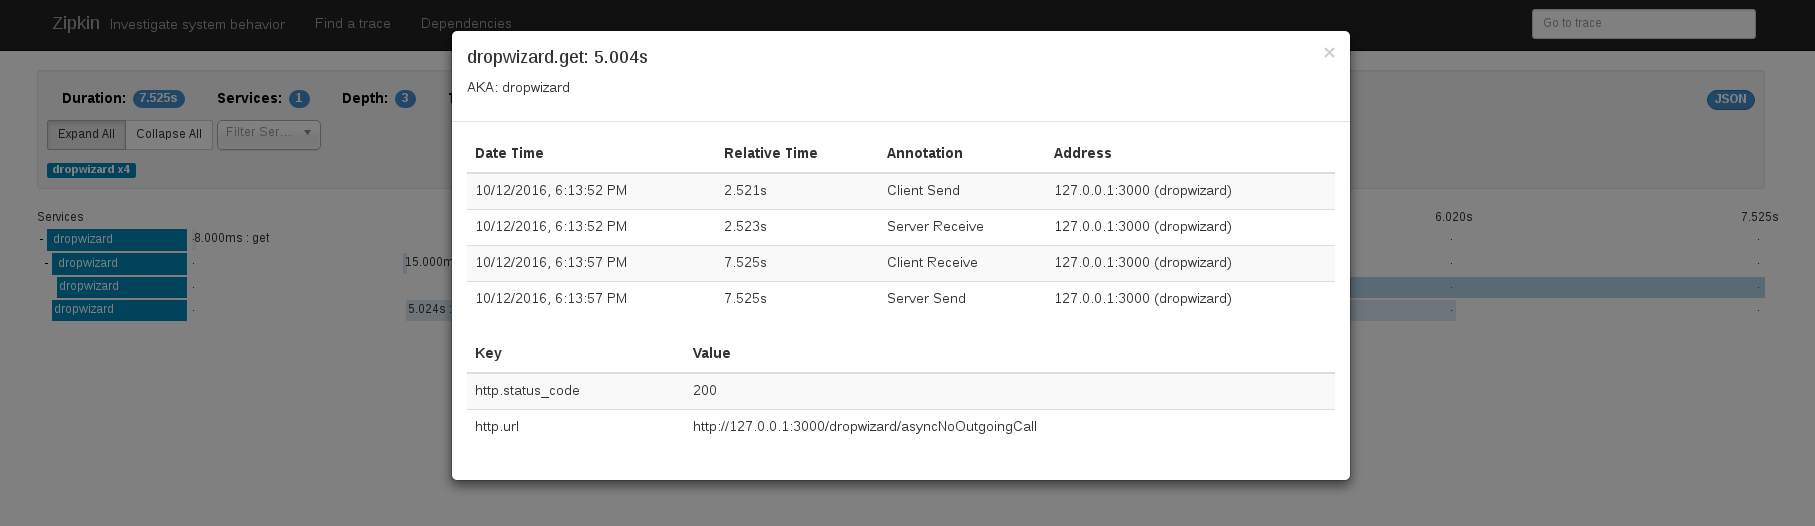 Zipkin Investigate system behavior Find a trace Dependencies Go to trace
dropwizard.get: 5.004s ×
AKA: dropwizard
Duration: 7.525s Services: 1 Depth: 3 JSON
Expand All Collapse All Filter Ser...
dropwizard x4
Date Time Relative Time Annotation Address
10/12/2016, 6:13:52 PM 2.521s Client Send 127.0.0.1:3000 (dropwizard)
10/12/2016, 6:13:52 PM 2.523s Server Receive 127.0.0.1:3000 (dropwizard)
10/12/2016, 6:13:57 PM 7.525s Client Receive 127.0.0.1:3000 (dropwizard)
10/12/2016, 6:13:57 PM 7.525s Server Send 127.0.0.1:3000 (dropwizard)
Key Value
http.status_code 200
http.url http://127.0.0.1:3000/dropwizard/asyncNoOutgoingCall
Services 6.020s 7.525s
- dropwizard 8.000ms : get
- dropwizard 15.000m
dropwizard
dropwizard 5.024s :